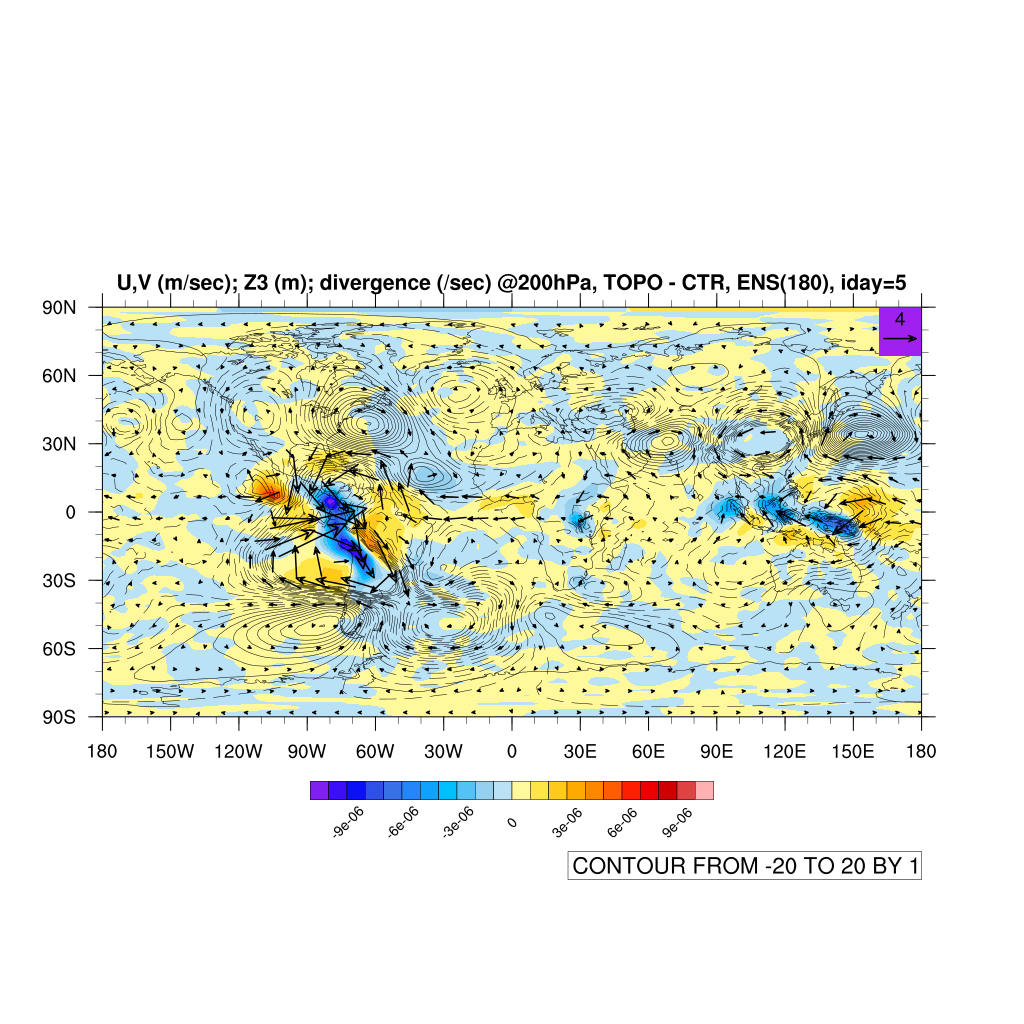 U,V (m/sec); Z3 (m); divergence (/sec) @200hPa, TOPO - CTR, ENS(180), iday=5
90N
4
60N
30N
0
30S
60S
90S
180 150W 120W 90W 60W 30W 0 30E 60E 90E 120E 150E 180
-9e-06 -6e-06 -3e-06 0 3e-06 6e-06 9e-06
CONTOUR FROM -20 TO 20 BY 1